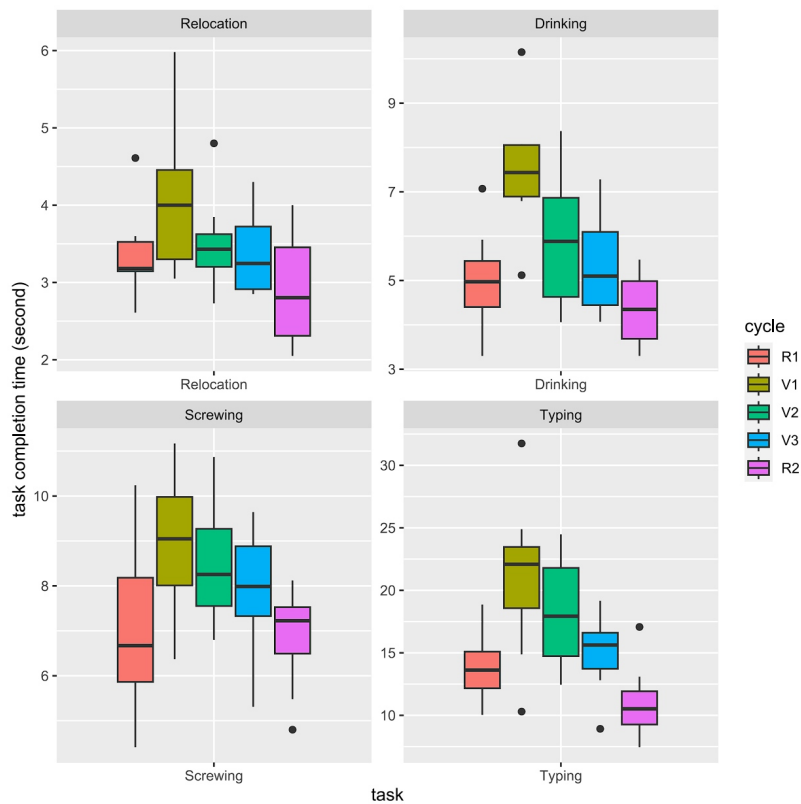 Relocation
Drinking
6
5
4
3
2
9
7
5
3
Relocation
Drinking
task completion time (second)
Screwing
Typing
10
8
6
30
25
20
15
10
Screwing
Typing
task
cycle
R1
V1
V2
V3
R2